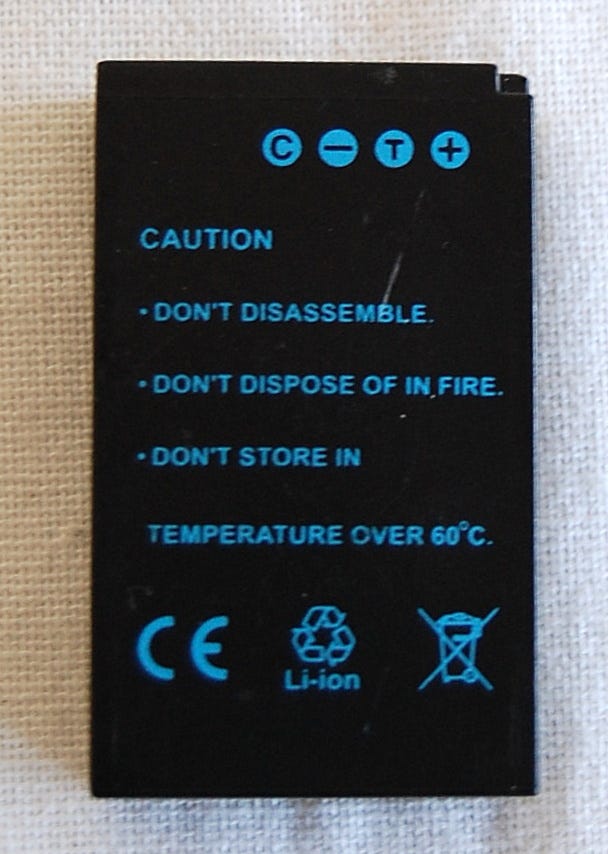 C - T +
CAUTION
• DON'T DISASSEMBLE.
• DON'T DISPOSE OF IN FIRE.
• DON'T STORE IN
TEMPERATURE OVER 60°C.
CE
Li-ion